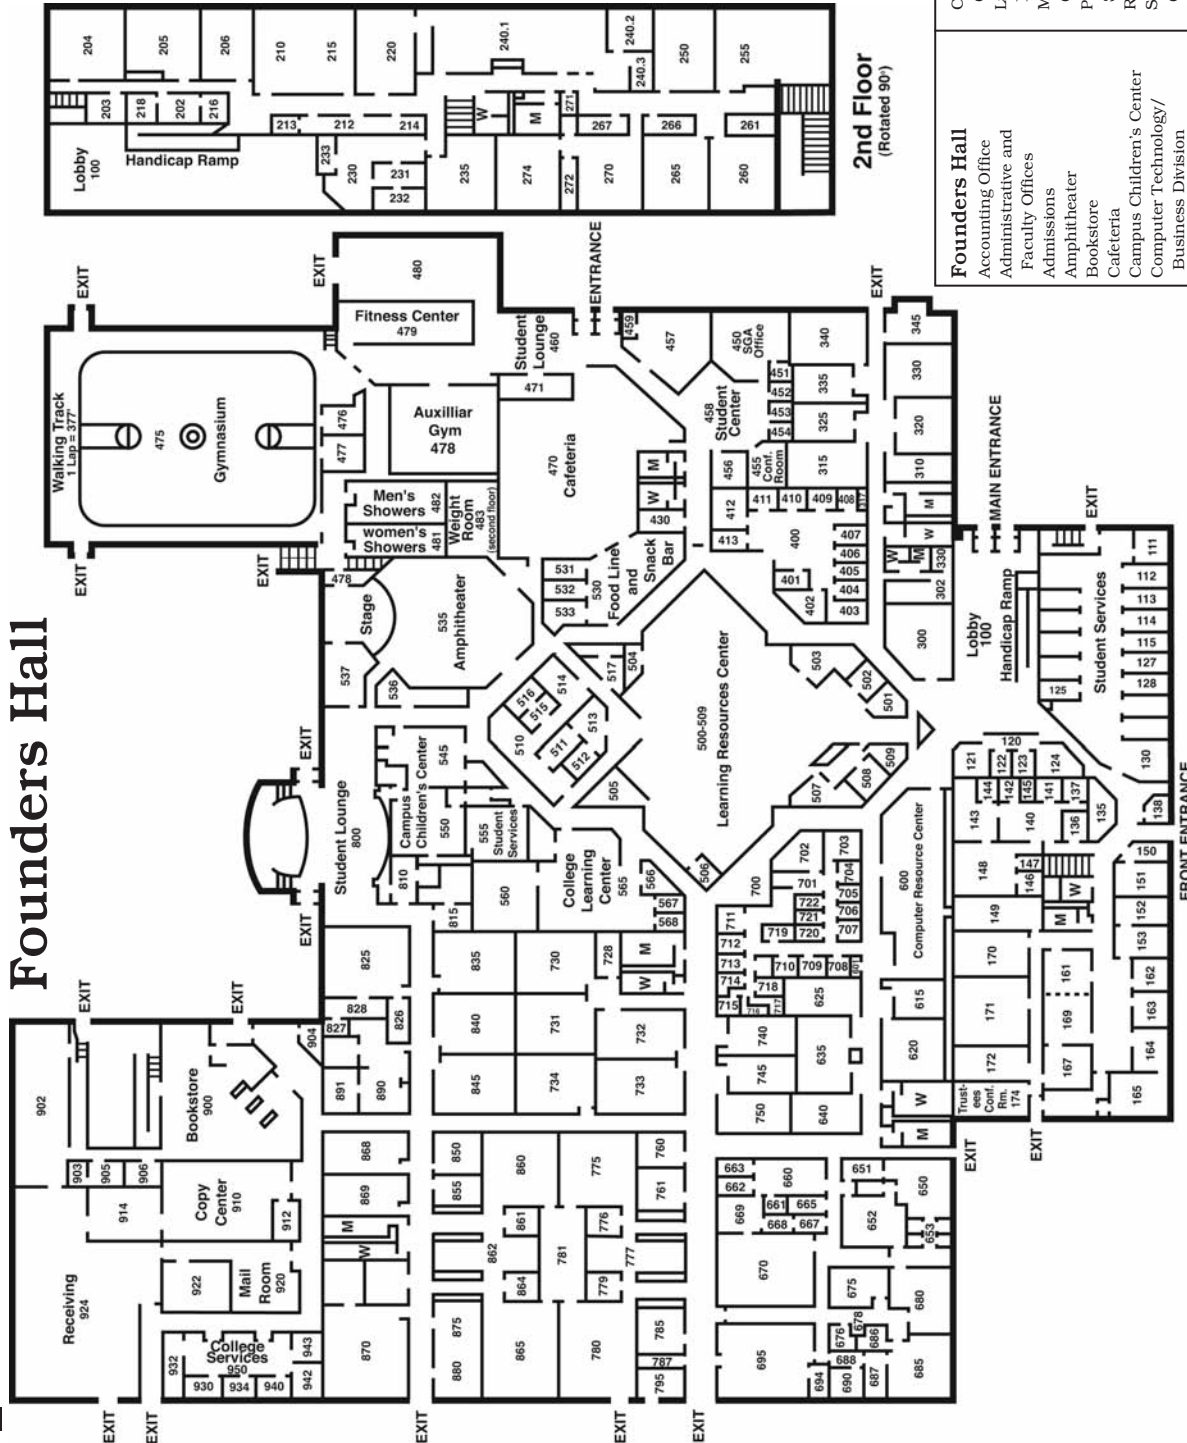 Founders Hall
Receiving
924
902
903
905
906
914
Copy
Center
910
912
922
Mail
Room
920
Bookstore
900
904
932
College
Services
950
930
934
940
942
943
EXIT
EXIT
EXIT
EXIT
EXIT
EXIT
EXIT
EXIT
EXIT
EXIT
EXIT
Walking Track
1 Lap = 377'
475
Gymnasium
476
477
Men's
Showers 482
women's
Showers 481
Weight
Room
483
(second floor)
Auxilliar
Gym
478
Fitness Center
479
480
Student
Lounge
460
471
ENTRANCE
470
Cafeteria
M
W
430
Food Line
and
Snack
Bar
530
531
532
533
478
Stage
535
Amphitheater
536
537
Student Lounge
800
Campus
Children's Center
545
550
555
Student
Services
810
815
560
College
Learning
Center
565
566
567
568
510
511
512
513
514
515
516
517
504
505
506
507
508
509
501
502
503
500-509
Learning Resources Center
825
826
827
828
890
891
868
869
M
W
870
835
840
845
730
731
734
728
M
W
732
733
850
855
860
861
862
864
865
875
880
775
776
777
779
780
781
760
761
785
787
795
EXIT
EXIT
EXIT
459
457
450
SGA
Office
458
Student
Center
451
452
453
454
455
Conf.
Room
456
340
335
325
315
317
412
413
411
410
409
408
407
406
405
404
403
402
401
400
EXIT
345
330
320
310
M
W
W
M
330
302
300
MAIN ENTRANCE
700
701
702
703
704
705
706
707
708
709
710
711
712
713
714
715
716
717
718
719
720
721
722
601
625
635
640
740
745
750
600
Computer Resource Center
615
620
W
M
663
662
660
669
661
665
668
667
670
695
651
650
652
653
675
680
676
678
686
688
687
685
690
694
EXIT
EXIT
Lobby
100
Handicap Ramp
EXIT
Student Services
111
112
113
114
115
127
128
125
130
120
121
122
123
124
144
142
145
141
137
143
140
136
135
138
FRONT ENTRANCE
148
147
146
149
W
M
150
151
152
153
170
171
172
161
169
167
162
163
164
165
Trust-
ees
Conf.
Rm.
174
204
205
206
210
215
220
240.1
240.2
240.3
250
255
203
218
202
216
213
212
214
W
M
271
267
266
261
Lobby
100
Handicap Ramp
233
230
231
232
235
274
272
270
265
260
2nd Floor
(Rotated 90°)
Founders Hall
Accounting Office
Administrative and
Faculty Offices
Admissions
Amphitheater
Bookstore
Cafeteria
Campus Children's Center
Computer Technology/
Business Division